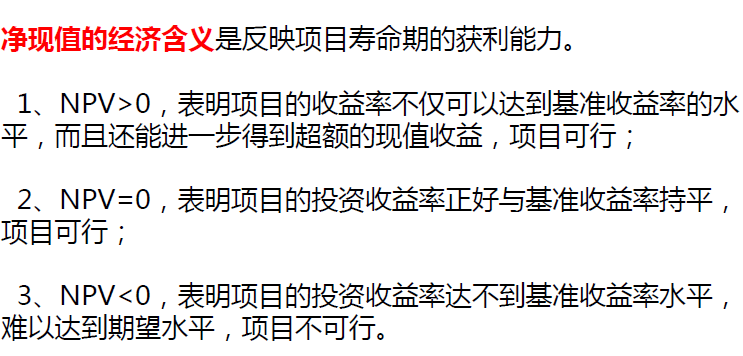 净现值的经济含义是反映项目寿命期的获利能力。
1、NPV>0，表明项目的收益率不仅可以达到基准收益率的水
平，而且还能进一步得到超额的现值收益，项目可行；
2、NPV=0，表明项目的投资收益率正好与基准收益率持平，
项目可行；
3、NPV<0，表明项目的投资收益率达不到基准收益率水平，
难以达到期望水平，项目不可行。